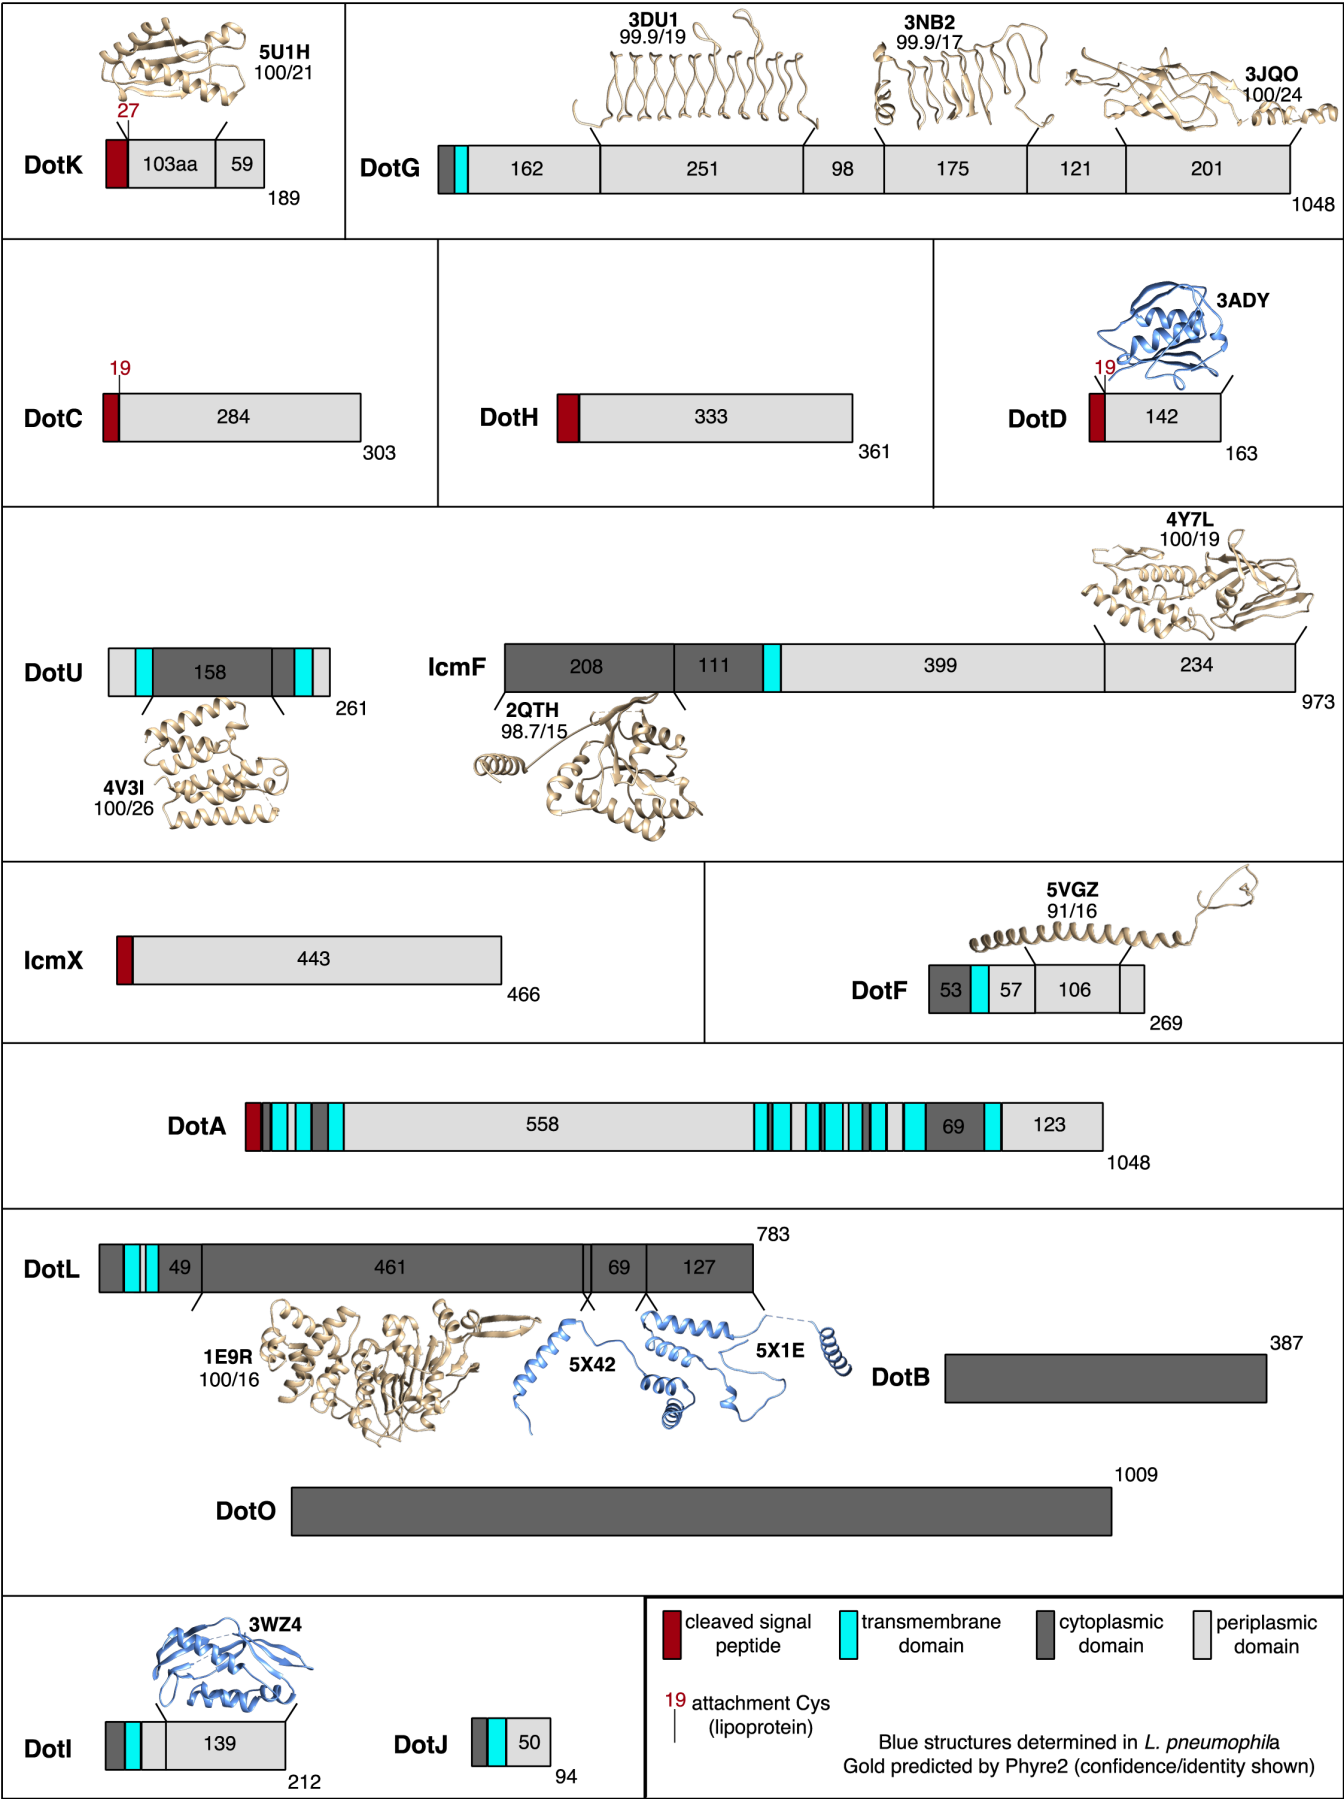 5U1H
100/21
27
DotK
103aa
59
189
3DU1
99.9/19
3NB2
99.9/17
3JQO
100/24
DotG
162
251
98
175
121
201
1048
19
DotC
284
303
DotH
333
361
3ADY
19
DotD
142
163
DotU
158
261
4V3I
100/26
4Y7L
100/19
IcmF
208
111
399
234
973
2QTH
98.7/15
IcmX
443
466
5VGZ
91/16
DotF
53
57
106
269
DotA
558
69
123
1048
783
DotL
49
461
69
127
1E9R
100/16
5X42
5X1E
387
DotB
1009
DotO
3WZ4
DotI
139
212
DotJ
50
94
cleaved signal
peptide
transmembrane
domain
cytoplasmic
domain
periplasmic
domain
19
attachment Cys
(lipoprotein)
Blue structures determined in L. pneumophila
Gold predicted by Phyre2 (confidence/identity shown)